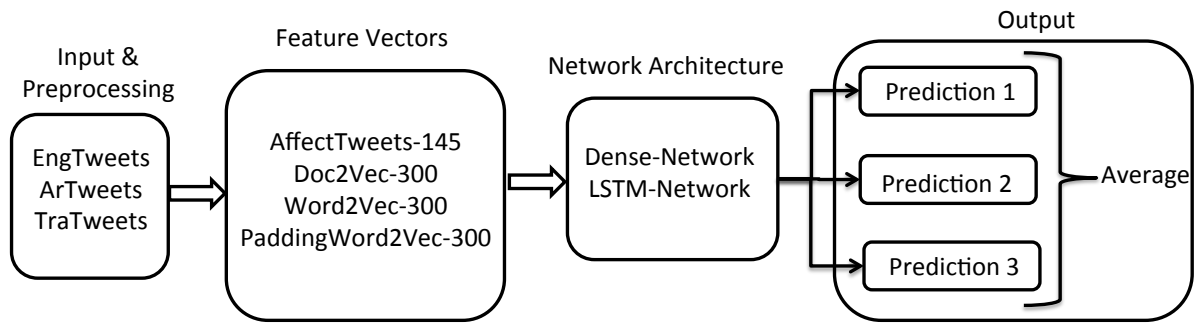 Input &
Preprocessing
EngTweets
ArTweets
TraTweets
Feature Vectors
AffectTweets-145
Doc2Vec-300
Word2Vec-300
PaddingWord2Vec-300
Network Architecture
Dense-Network
LSTM-Network
Output
Prediction 1
Prediction 2
Prediction 3
Average